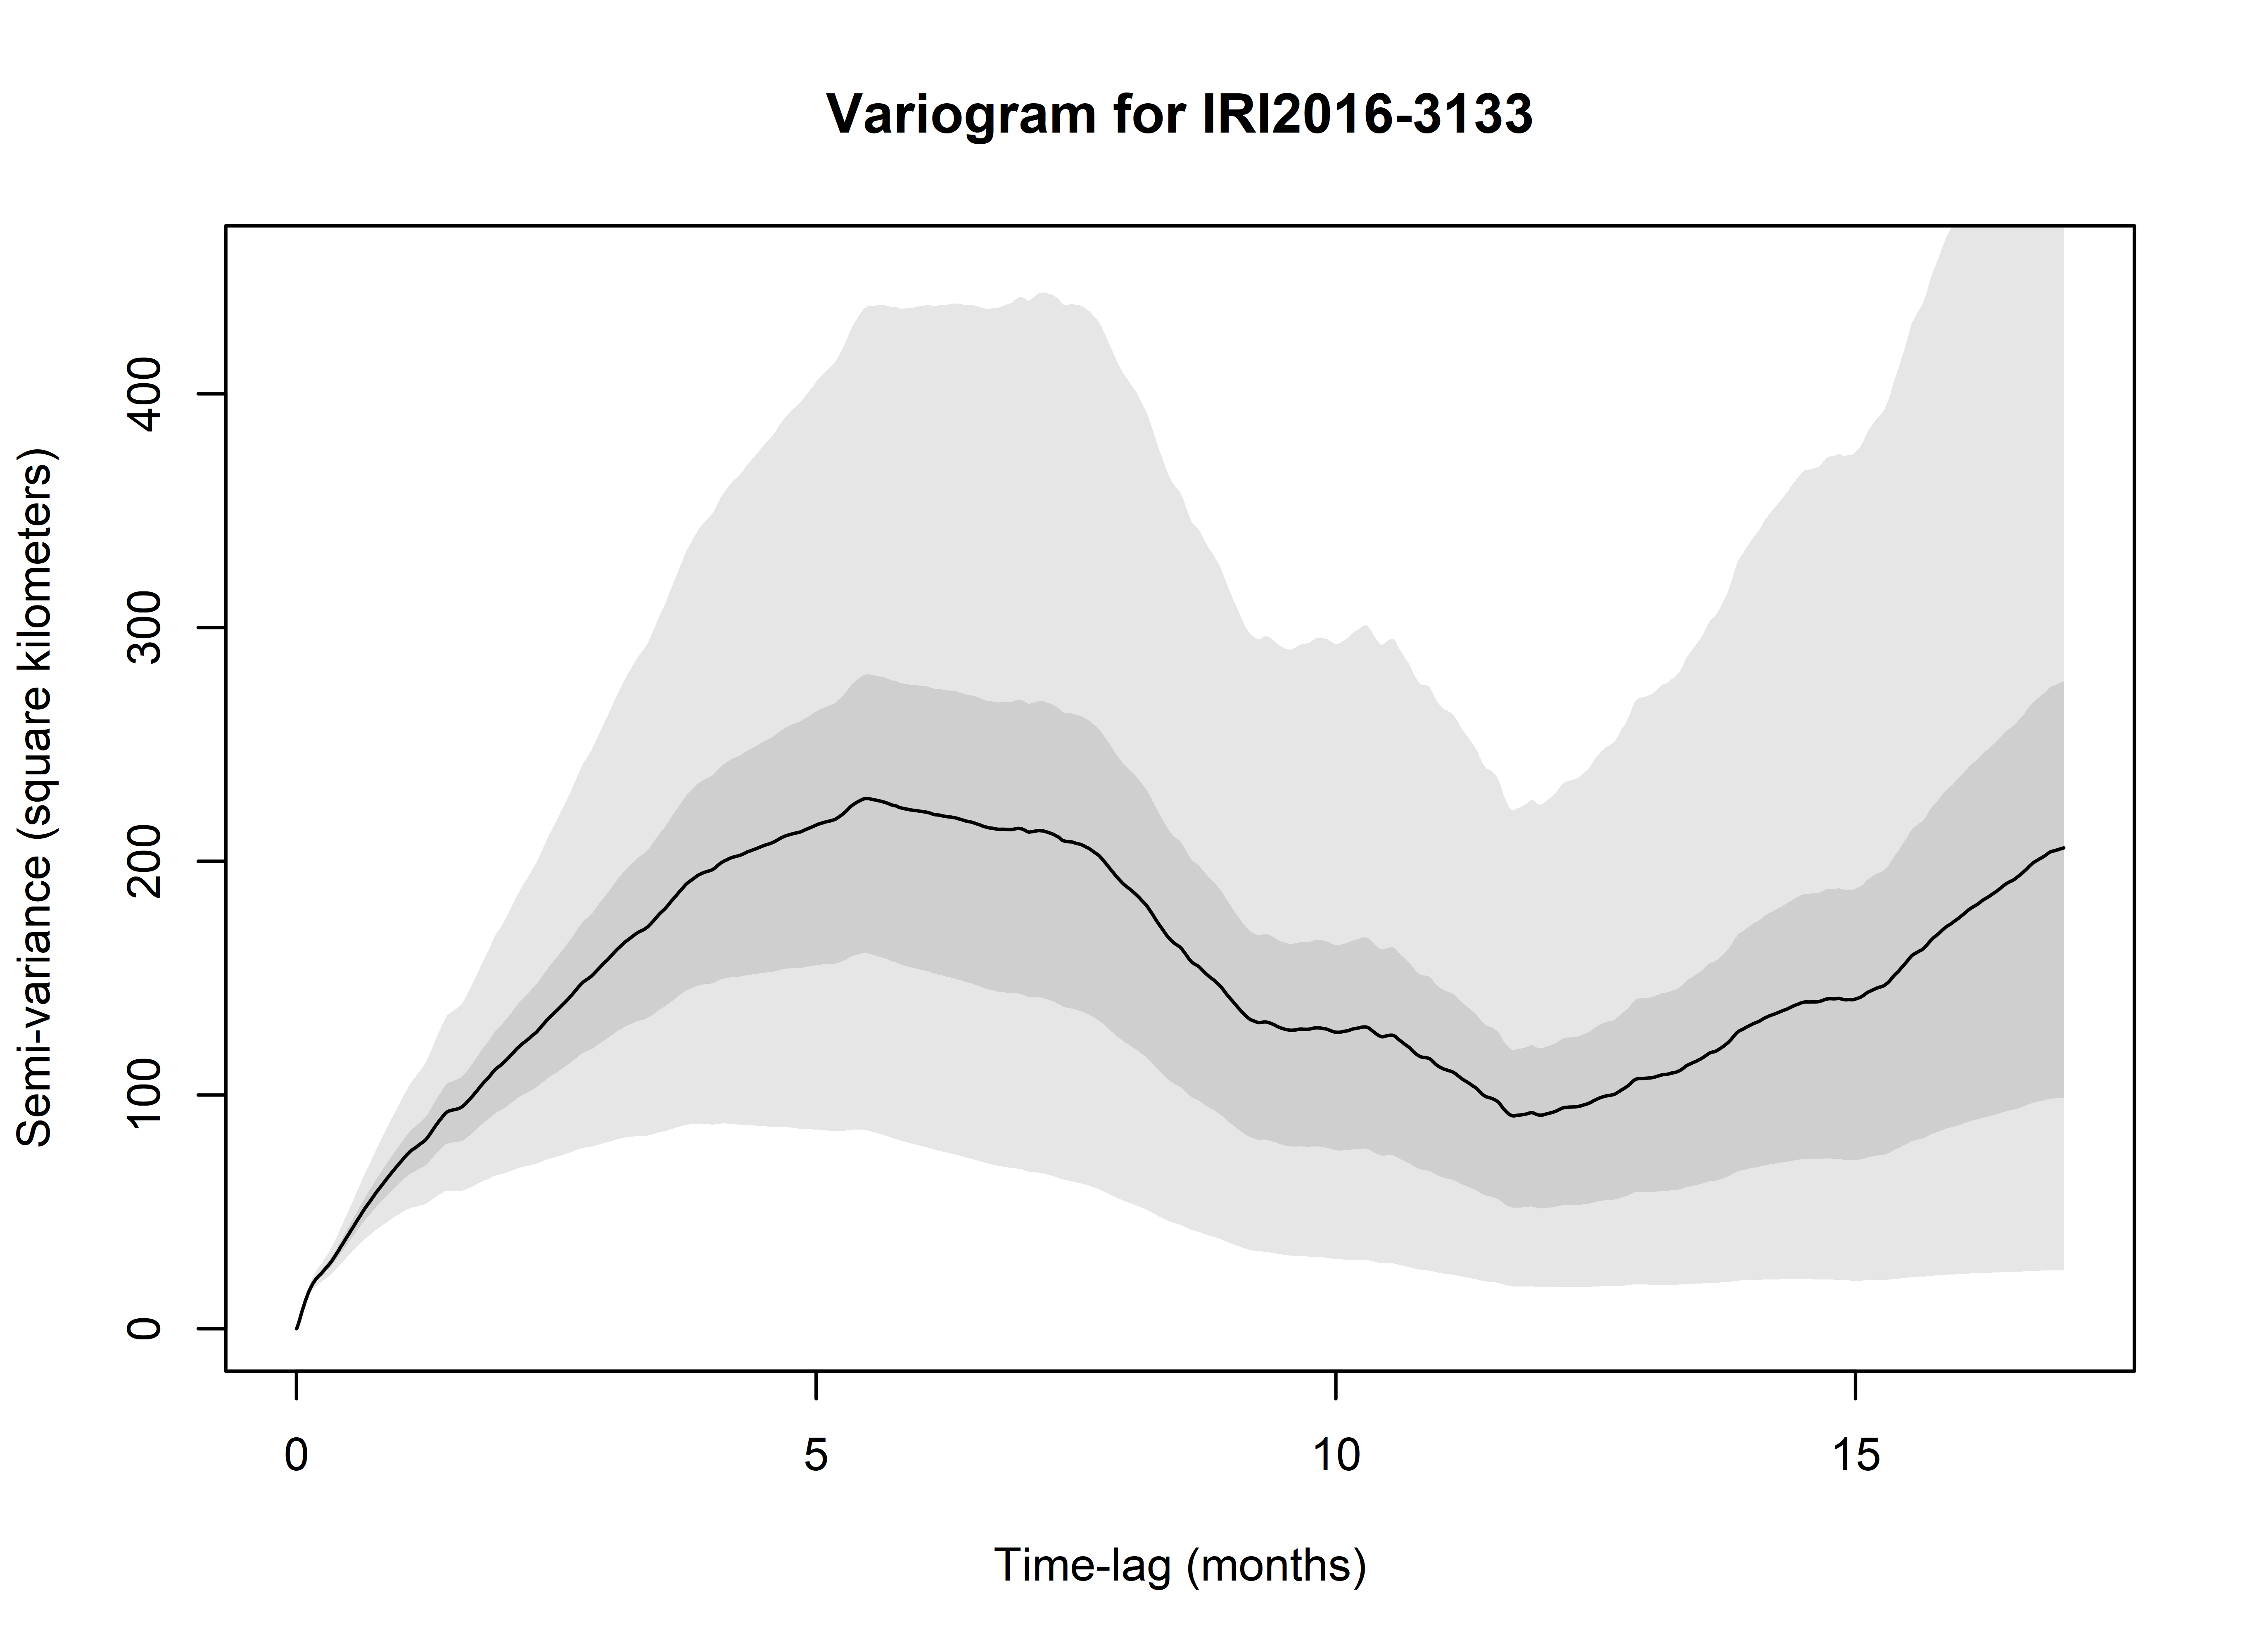 Variogram for IRI2016-3133
Semi-variance (square kilometers)
400
300
200
100
0
0 5 10 15
Time-lag (months)